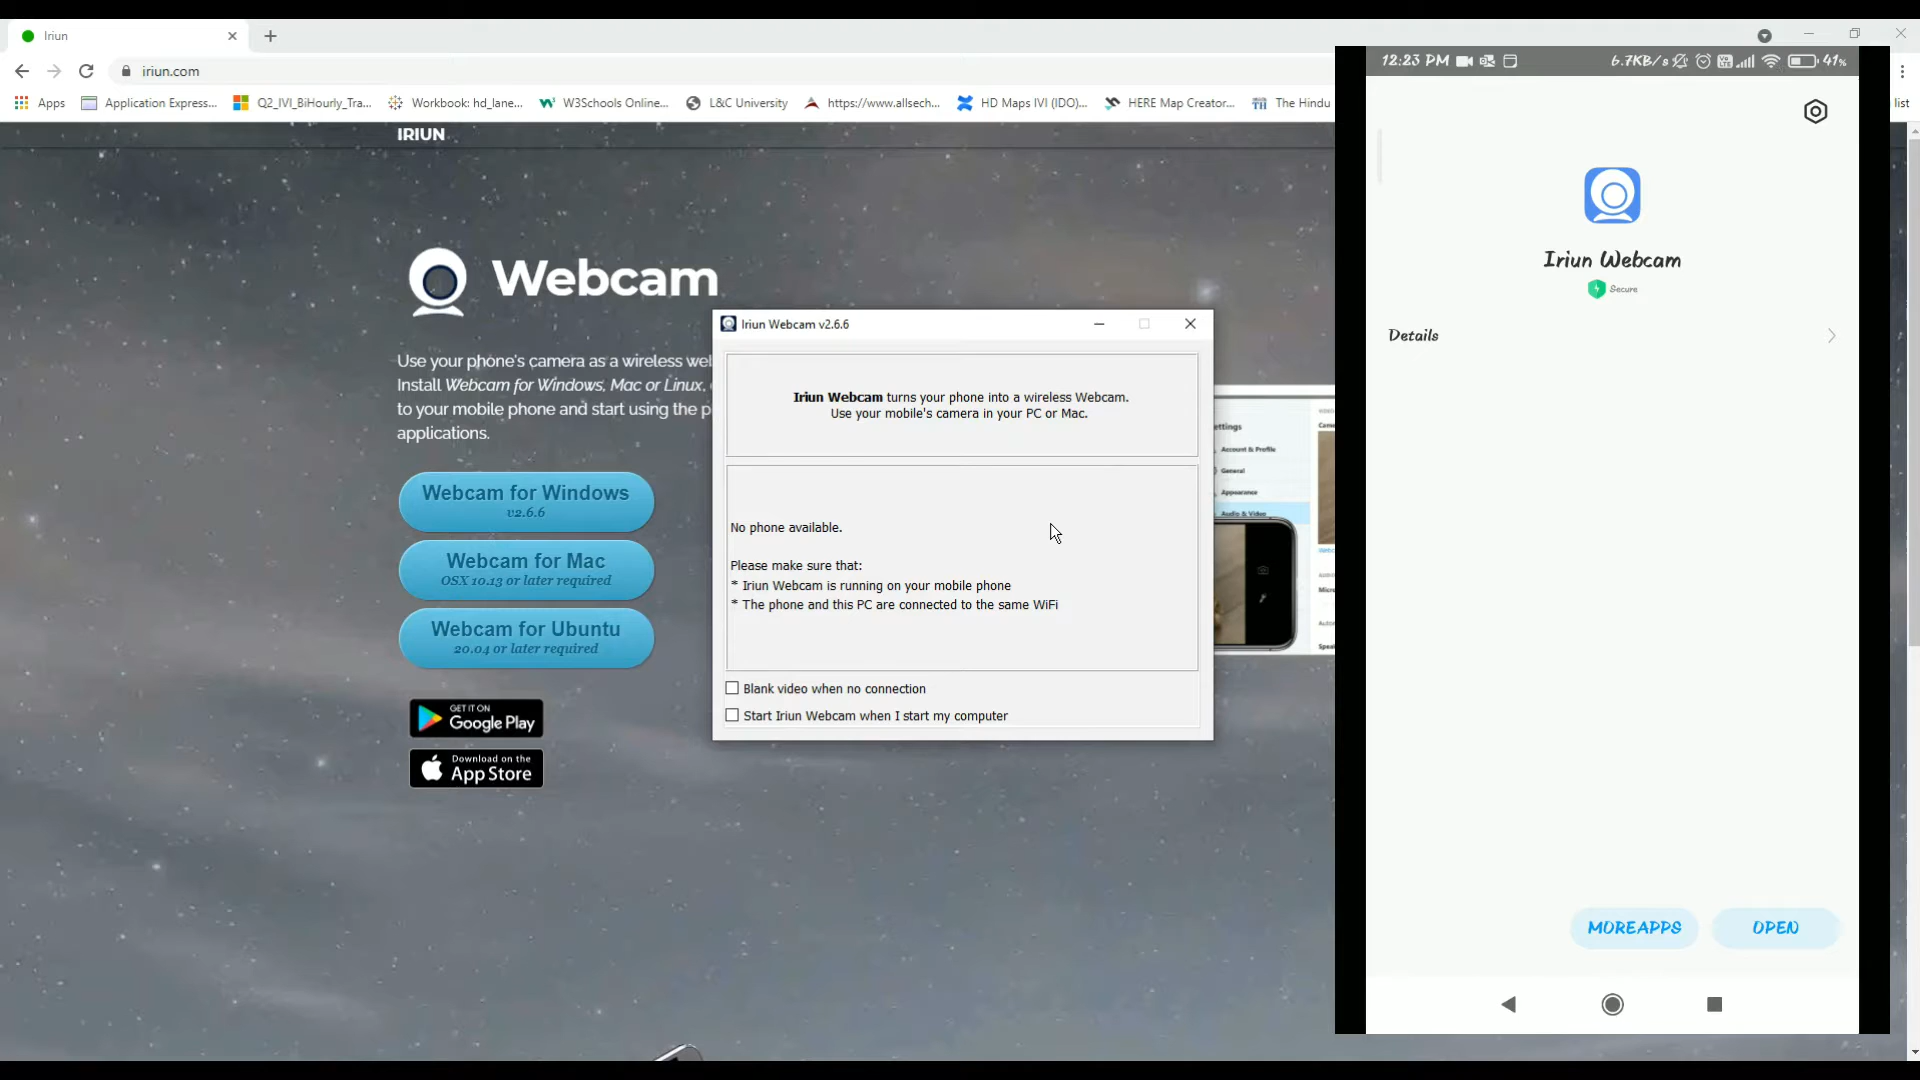 Iriun
iriun.com
Apps
Application Express...
Q2_IVI_BiHourly_Tra...
Workbook: hd_lane...
W3Schools Online...
L&C University
https://www.allsech...
HD Maps IVI (IDO)...
HERE Map Creator...
The Hindu
list
IRIUN
Webcam
Use your phone's camera as a wireless we
Install Webcam for Windows, Mac or Linux,
to your mobile phone and start using the p
applications.
Webcam for Windows
v2.6.6
Webcam for Mac
OSX 10.13 or later required
Webcam for Ubuntu
20.04 or later required
GET IT ON
Google Play
Download on the
App Store
Iriun Webcam v2.6.6
Iriun Webcam turns your phone into a wireless Webcam.
Use your mobile's camera in your PC or Mac.
No phone available.
Please make sure that:
* Iriun Webcam is running on your mobile phone
* The phone and this PC are connected to the same WiFi
Blank video when no connection
Start Iriun Webcam when I start my computer
ettings
Account & Profile
General
Appearance
Audio & Video
12:23 PM
6.7KB/s
41%
Iriun Webcam
Secure
Details
MOREAPPS
OPEN